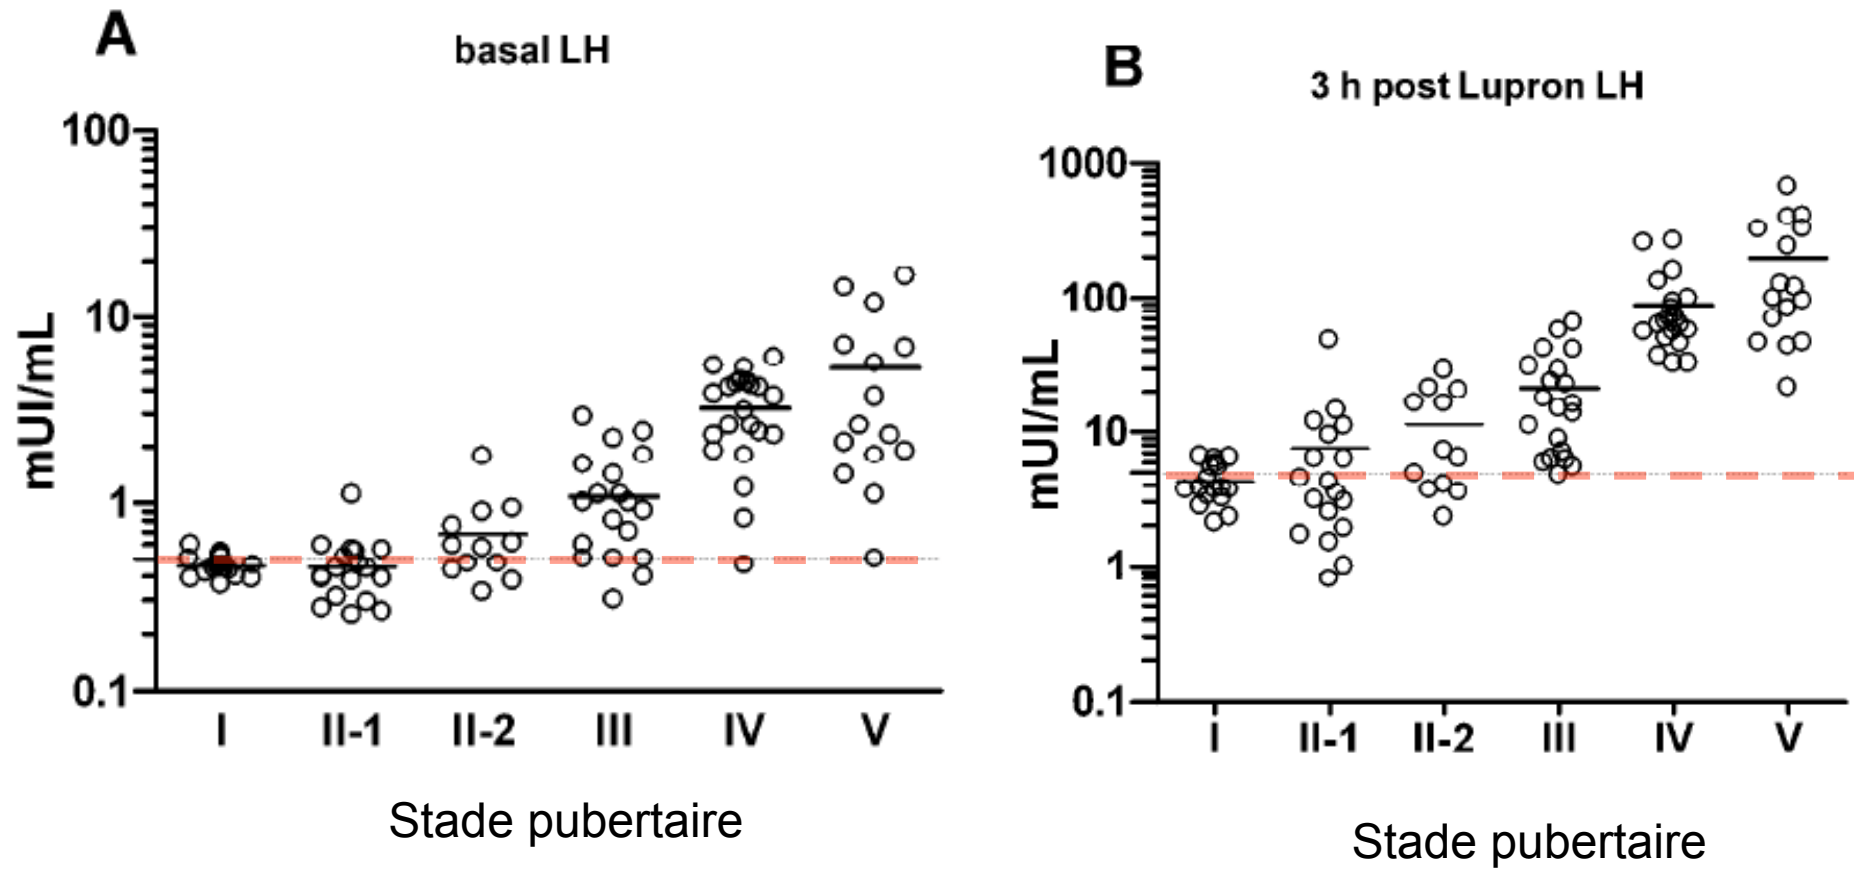 A
basal LH
100
10
1
0.1
mUI/mL
I II-1 II-2 III IV V
Stade pubertaire
B
3 h post Lupron LH
1000
100
10
1
0.1
mUI/mL
I II-1 II-2 III IV V
Stade pubertaire